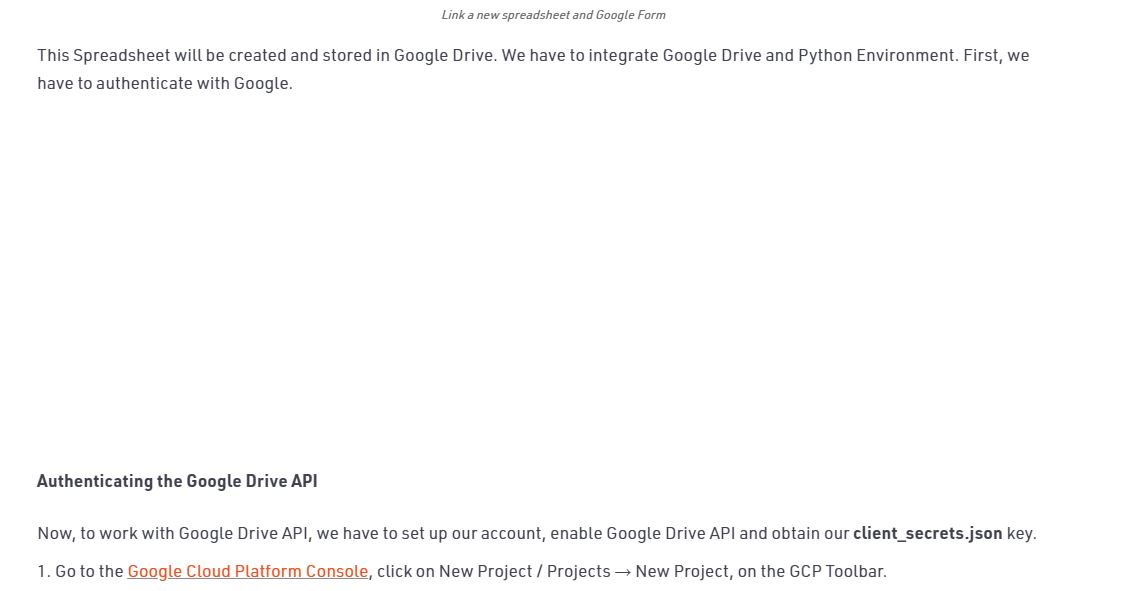 Link a new spreadsheet and Google Form
This Spreadsheet will be created and stored in Google Drive. We have to integrate Google Drive and Python Environment. First, we
have to authenticate with Google.
Authenticating the Google Drive API
Now, to work with Google Drive API, we have to set up our account, enable Google Drive API and obtain our client_secrets.json key.
1. Go to the Google Cloud Platform Console, click on New Project / Projects → New Project, on the GCP Toolbar.